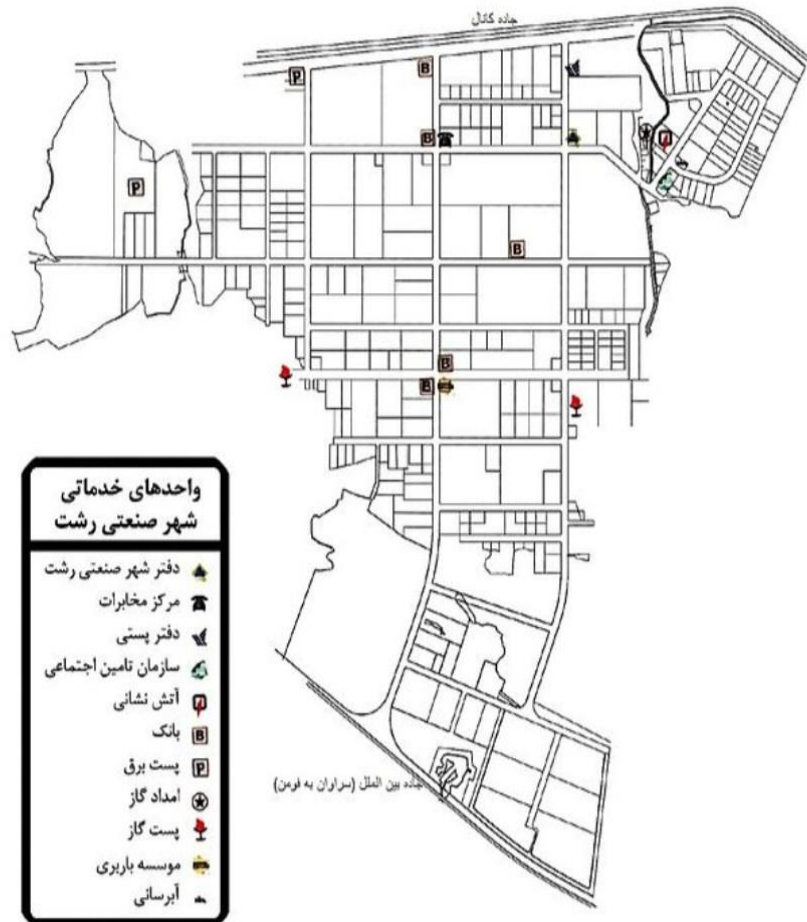 جاده کانال
P
B
B
P
B
B
B
جاده بین الملل (سراوان به فومن)
واحدهای خدماتی
شهر صنعتی رشت
دفتر شهر صنعتی رشت
مرکز مخابرات
دفتر پستی
سازمان تامین اجتماعی
آتش نشانی
بانک B
پست برق P
امداد گاز
پست گاز
موسسه باربری
آبرسانی